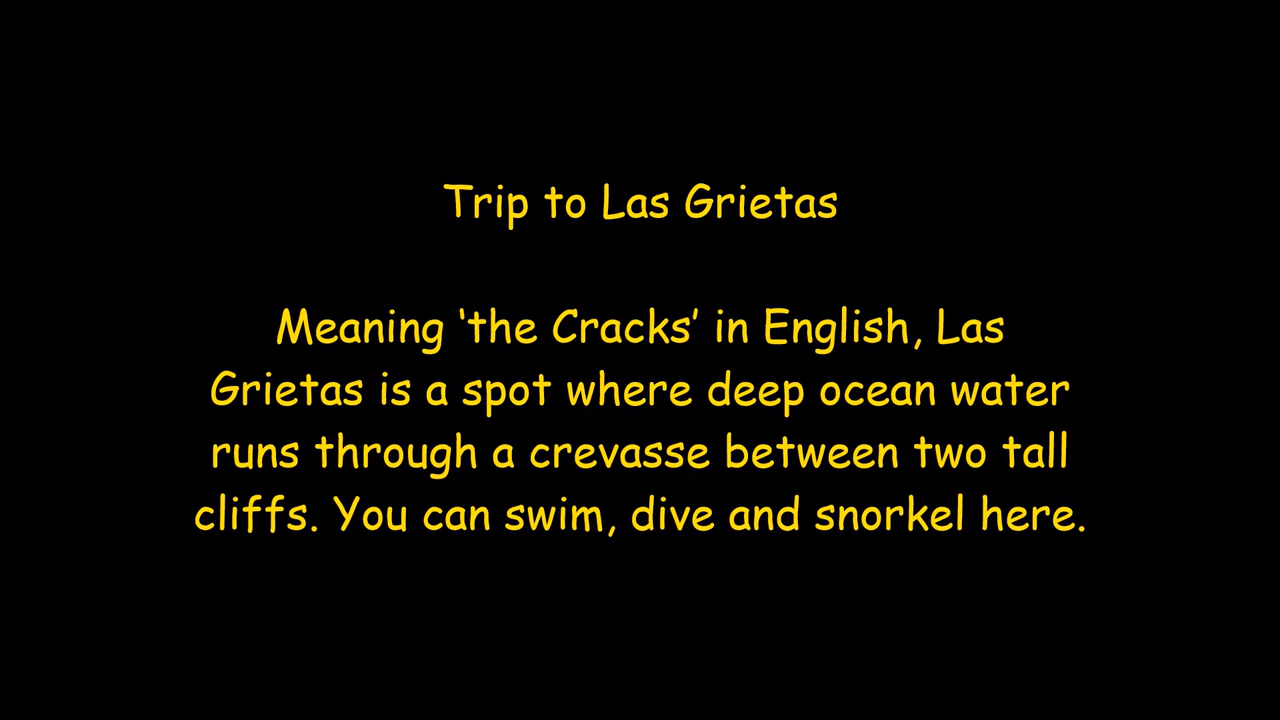 Trip to Las Grietas
Meaning ‘the Cracks’ in English, Las
Grietas is a spot where deep ocean water
runs through a crevasse between two tall
cliffs. You can swim, dive and snorkel here.